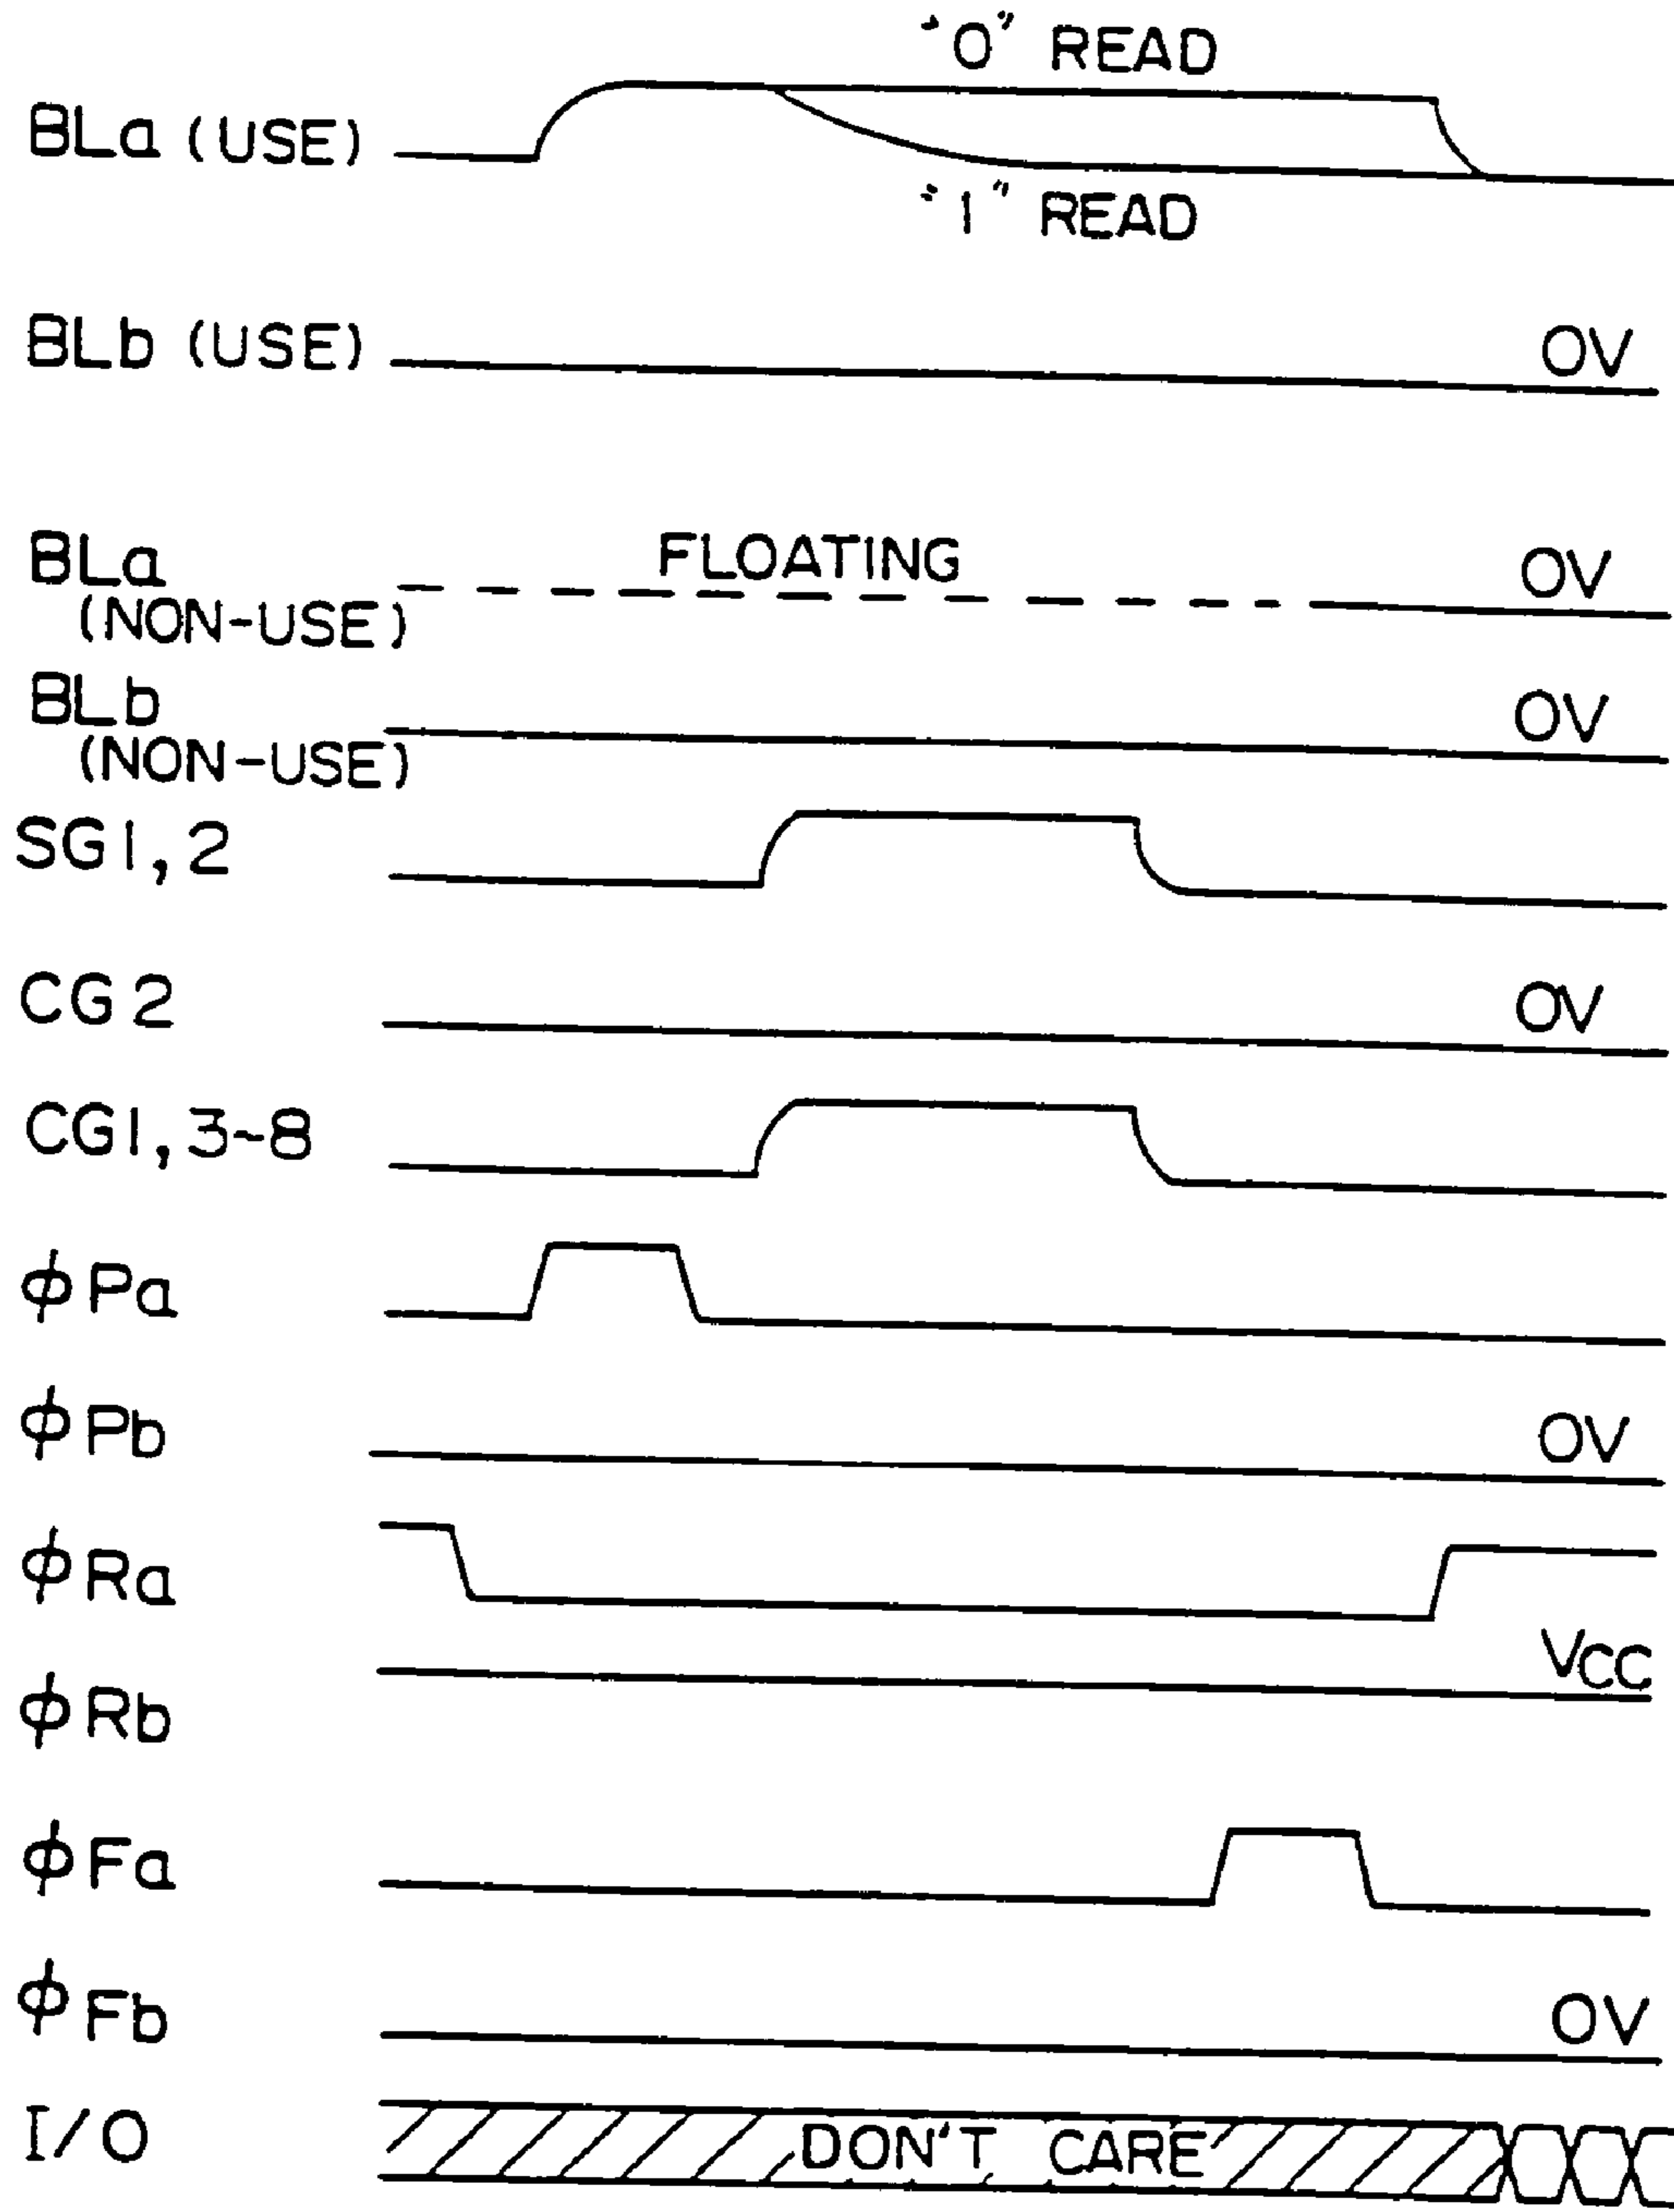 "0" READ
BLa (USE)
"1" READ
BLb (USE) 0V
BLa FLOATING 0V
(NON-USE)
BLb 0V
(NON-USE)
SG1,2
CG2 0V
CG1,3~8
ϕPa
ϕPb 0V
ϕRa
ϕRb VCC
ϕFa
ϕFb 0V
I/O DON'T CARE